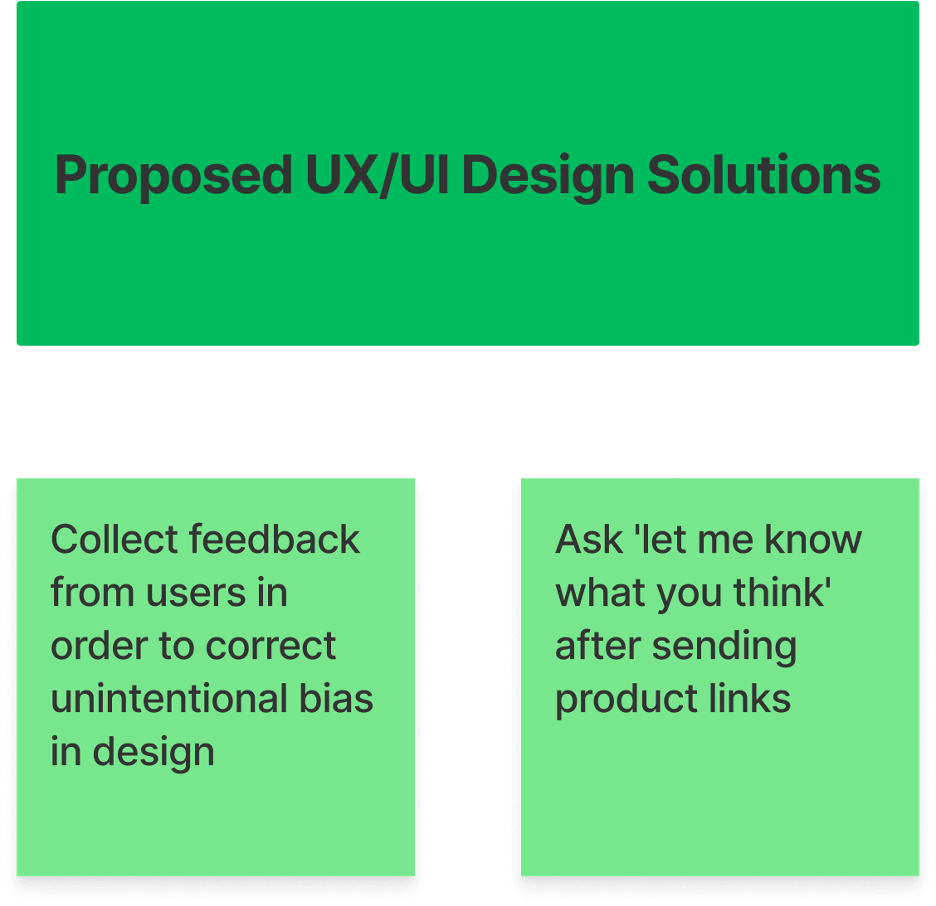 Proposed UX/UI Design Solutions
Collect feedback
from users in
order to correct
unintentional bias
in design
Ask 'let me know
what you think'
after sending
product links